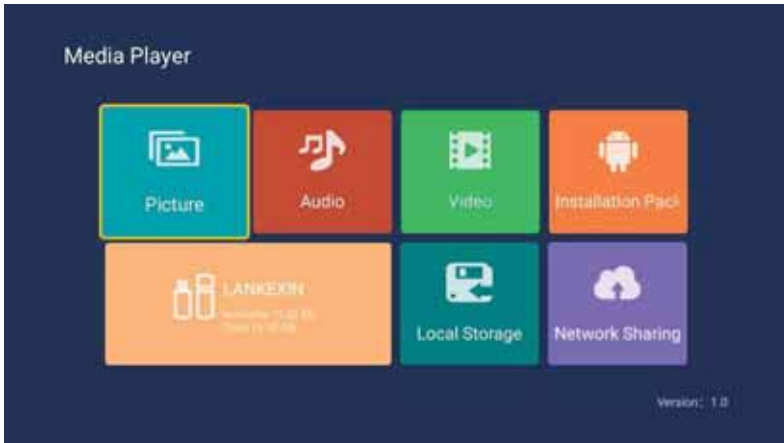 Media Player
Picture
Audio
Video
Installation Pack
LANKEXIN
Local Storage
Network Sharing
Version: 1.0